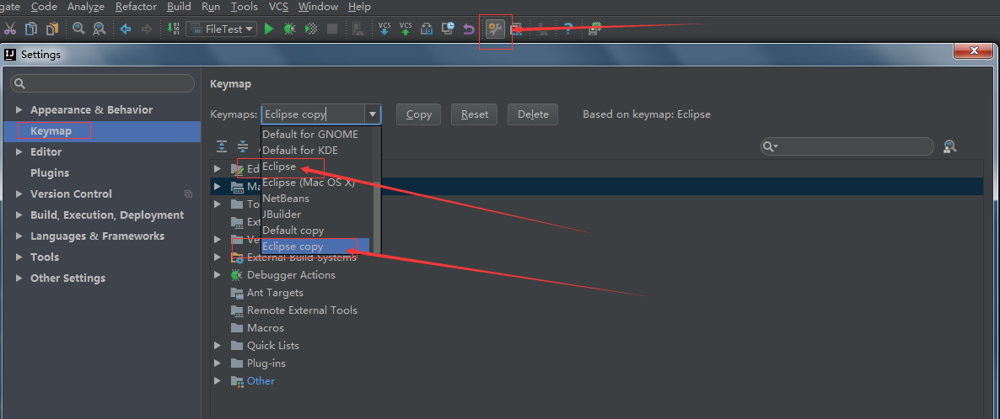 gate Code Analyze Refactor Build Run Tools VCS Window Help
FileTest VCS VCS ?
Settings
Keymap
Appearance & Behavior
Keymap
Editor
Plugins
Version Control
Build, Execution, Deployment
Languages & Frameworks
Tools
Other Settings
Keymaps: Eclipse copy Copy Reset Delete Based on keymap: Eclipse
Default for GNOME
Default for KDE
Eclipse
Eclipse (Mac OS X)
NetBeans
JBuilder
Default copy
Eclipse copy
Ed
Ma
To
Ext
Ve
External Build Systems
Debugger Actions
Ant Targets
Remote External Tools
Macros
Quick Lists
Plug-ins
Other